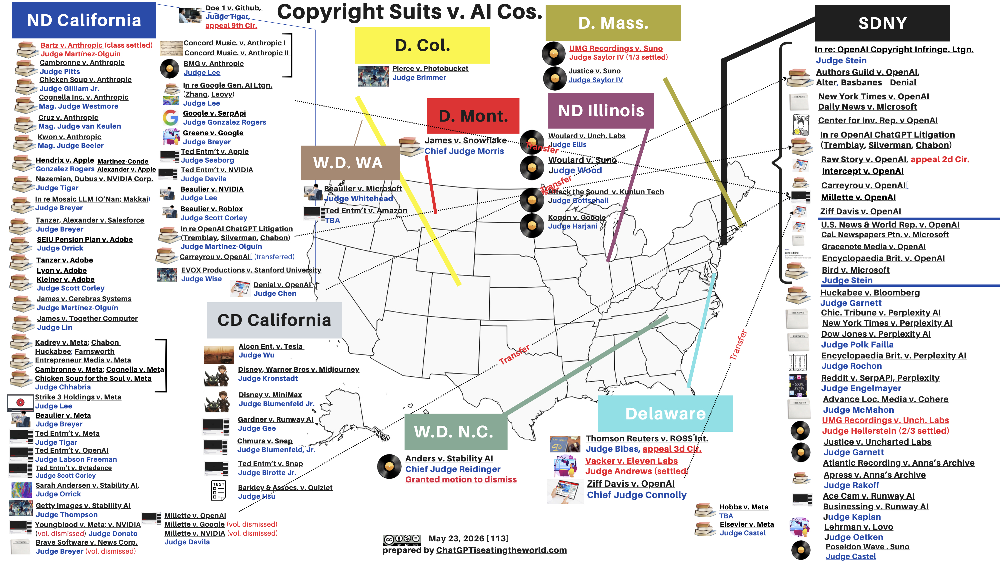 Copyright Suits v. AI Cos.
ND California
Bartz v. Anthropic (class settled)
Judge Martínez-Olguín
Cambronne v. Anthropic
Judge Pitts
Chicken Soup v. Anthropic
Judge Gilliam Jr.
Cognella Inc. v. Anthropic
Mag. Judge Westmore
Cruz v. Anthropic
Mag. Judge van Keulen
Kwon v. Anthropic
Mag. Judge Beeler
Hendrix v. Apple Martinez-Conde
Gonzalez Rogers Alexander v. Apple
Nazemian, Dubus v. NVIDIA Corp.
Judge Tigar
In re Mosaic LLM (O’Nan; Makkai)
Judge Breyer
Tanzer, Alexander v. Salesforce
Judge Breyer
SEIU Pension Plan v. Adobe
Judge Orrick
Tanzer v. Adobe
Lyon v. Adobe
Kleiner v. Adobe
Judge Scott Corley
James v. Cerebras Systems
Judge Martínez-Olguín
James v. Together Computer
Judge Lin
Kadrey v. Meta; Chabon
Huckabee; Farnsworth
Entrepreneur Media v. Meta
Cambronne v. Meta; Cognella v. Meta
Chicken Soup for the Soul v. Meta
Judge Chhabria
Strike 3 Holdings v. Meta
Judge Lee
Beaulier v. Meta
Judge Breyer
Ted Entm’t v. Meta
Judge Tigar
Ted Entm’t v. OpenAI
Judge Labson Freeman
Ted Entm’t v. Bytedance
Judge Scott Corley
Sarah Andersen v. Stability AI,
Judge Orrick
Getty Images v. Stability AI
Judge Thompson
Youngblood v. Meta; v. NVIDIA
(vol. dismissed) Judge Donato
THE NEWS
Brave Software v. News Corp.
Judge Breyer (vol. dismissed)
Doe 1 v. Github,
Judge Tigar,
appeal 9th Cir.
Concord Music. v. Anthropic I
Concord Music. v. Anthropic II
BMG v. Anthropic
Judge Lee
In re Google Gen. AI Ltgn.
(Zhang, Leovy)
Judge Lee
Google v. SerpApi
Judge Gonzalez Rogers
Greene v. Google
Judge Breyer
Ted Entm’t v. Apple
Judge Seeborg
Ted Entm’t v. NVIDIA
Judge Davila
Beaulier v. NVIDIA
Judge Lee
Beaulier v. Roblox
Judge Scott Corley
In re OpenAI ChatGPT Litigation
(Tremblay, Silverman, Chabon)
Judge Martínez-Olguín
Carreyrou v. OpenAI[ (transferred)
EVOX Productions v. Stanford University
Judge Wise
Denial v. OpenAI
Judge Chen
CD California
Alcon Ent. v. Tesla
Judge Wu
Disney, Warner Bros v. Midjourney
Judge Kronstadt
Disney v. MiniMax
Judge Blumenfeld Jr.
Gardner v. Runway AI
Judge Gee
Chmura v. Snap
Judge Blumenfeld, Jr.
Ted Entm’t v. Snap
Judge Birotte Jr.
TEST
Barkley & Assocs. v. Quizlet
Judge Hsu
Millette v. OpenAI
Millette v. Google (vol. dismissed)
Millette v. NVIDIA (vol. dismissed)
Judge Davila
D. Col.
Pierce v. Photobucket
Judge Brimmer
W.D. WA
Beaulier v. Microsoft
Judge Whitehead
Ted Entm’t v. Amazon
TBA
D. Mont.
James v. Snowflake
Chief Judge Morris
D. Mass.
UMG Recordings v. Suno
Judge Saylor IV (1/3 settled)
Justice v. Suno
Judge Saylor IV
ND Illinois
Woulard v. Unch. Labs
Judge Ellis
Transfer
Woulard v. Suno
Judge Wood
Transfer
Attack the Sound v. Kunlun Tech
Judge Gottschall
Kogon v. Google
Judge Harjani
Transfer
Transfer
W.D. N.C.
Anders v. Stability AI
Chief Judge Reidinger
Granted motion to dismiss
Delaware
Law Cases
Thomson Reuters v. ROSS Int.
Judge Bibas, appeal 3d Cir.
Vacker v. Eleven Labs
Judge Andrews (settled)
Ziff Davis v. OpenAI
Chief Judge Connolly
Hobbs v. Meta
TBA
Elsevier v. Meta
Judge Castel
SDNY
In re: OpenAI Copyright Infringe. Ltgn.
Judge Stein
Authors Guild v. OpenAI,
Alter, Basbanes Denial
THE NEWS
New York Times v. OpenAI
Daily News v. Microsoft
MAGAZINE
Center for Inv. Rep. v OpenAI
In re OpenAI ChatGPT Litigation
(Tremblay, Silverman, Chabon)
Raw Story v. OpenAI, appeal 2d Cir.
Intercept v. OpenAI
Carreyrou v. OpenAI[
Millette v. OpenAI
Ziff Davis v. OpenAI
U.S. News & World Rep. v. OpenAI
THE NEWS
Cal. Newspapers Ptn. v. Microsoft
Gracenote Media v. OpenAI
Love Is Blind
Encyclopaedia Brit. v. OpenAI
Bird v. Microsoft
Judge Stein
Huckabee v. Bloomberg
Judge Garnett
THE NEWS
Chic. Tribune v. Perplexity AI
New York Times v. Perplexity AI
THE NEWS
Dow Jones v. Perplexity AI
Judge Polk Failla
Encyclopaedia Brit. v. Perplexity AI
Judge Rochon
SOCIAL MEDIA
Reddit v. SerpAPI, Perplexity
Judge Engelmayer
THE NEWS
Advance Loc. Media v. Cohere
Judge McMahon
UMG Recordings v. Unch. Labs
Judge Hellerstein (2/3 settled)
Justice v. Uncharted Labs
Judge Garnett
Atlantic Recording v. Anna’s Archive
Apress v. Anna’s Archive
Judge Rakoff
Ace Cam v. Runway AI
Businessing v. Runway AI
Judge Kaplan
Lehrman v. Lovo
Judge Oetken
Poseidon Wave . Suno
Judge Castel
cc BY NC ND
May 23, 2026 [113]
prepared by ChatGPTiseatingtheworld.com